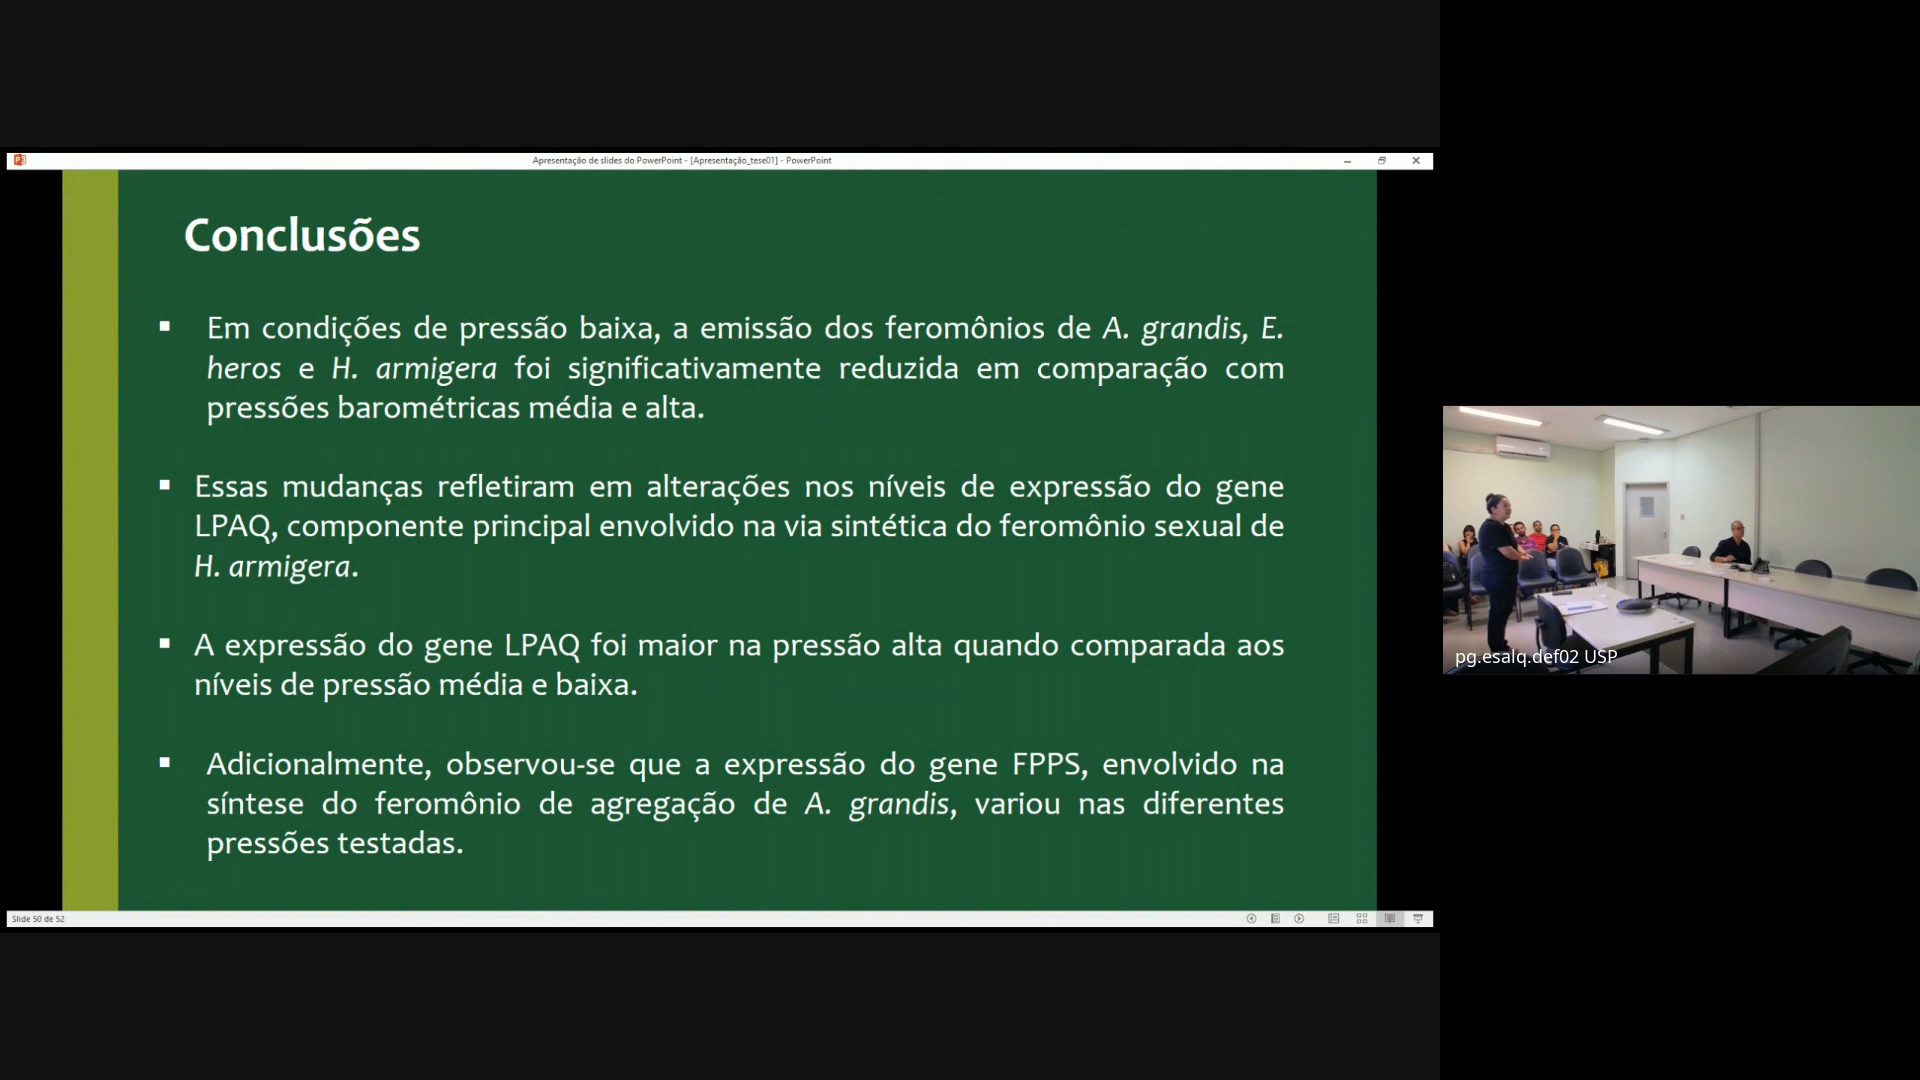 Apresentação de slides do PowerPoint - [Apresentação_tese01] - PowerPoint
Conclusões
▪ Em condições de pressão baixa, a emissão dos feromônios de A. grandis, E.
heros e H. armigera foi significativamente reduzida em comparação com
pressões barométricas média e alta.
▪ Essas mudanças refletiram em alterações nos níveis de expressão do gene
LPAQ, componente principal envolvido na via sintética do feromônio sexual de
H. armigera.
▪ A expressão do gene LPAQ foi maior na pressão alta quando comparada aos
níveis de pressão média e baixa.
▪ Adicionalmente, observou-se que a expressão do gene FPPS, envolvido na
síntese do feromônio de agregação de A. grandis, variou nas diferentes
pressões testadas.
Slide 50 de 52
pg.esalq.def02 USP